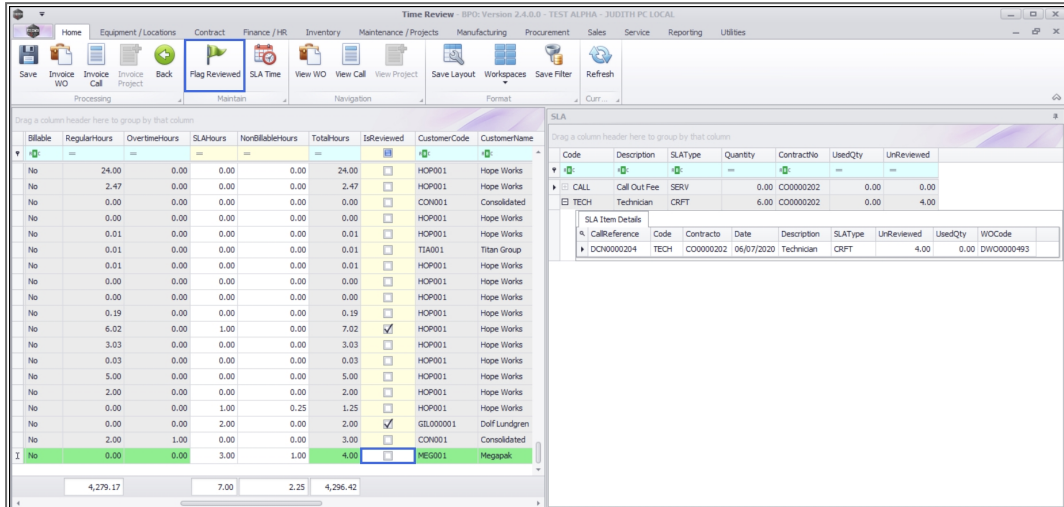 Time Review - BPO: Version 2.4.0.0 - TEST ALPHA - JUDITH PC LOCAL
Home Equipment / Locations Contract Finance / HR Inventory Maintenance / Projects Manufacturing Procurement Sales Service Reporting Utilities
Save Invoice WO Invoice Call Invoice Project Back Flag Reviewed SLA Time View WO View Call View Project Save Layout Workspaces Save Filter Refresh
Processing Maintain Navigation Format Curr...
Drag a column header here to group by that column
Billable RegularHours OvertimeHours SLAHours NonBillableHours TotalHours IsReviewed CustomerCode CustomerName
= = = = =
No 24.00 0.00 0.00 0.00 24.00 HOP001 Hope Works
No 2.47 0.00 0.00 0.00 2.47 HOP001 Hope Works
No 0.00 0.00 0.00 0.00 0.00 CON001 Consolidated
No 0.00 0.00 0.00 0.00 0.00 HOP001 Hope Works
No 0.01 0.00 0.00 0.00 0.01 HOP001 Hope Works
No 0.01 0.00 0.00 0.00 0.01 TIA001 Titan Group
No 0.01 0.00 0.00 0.00 0.01 HOP001 Hope Works
No 0.00 0.00 0.00 0.00 0.00 HOP001 Hope Works
No 0.19 0.00 0.00 0.00 0.19 HOP001 Hope Works
No 6.02 0.00 1.00 0.00 7.02 HOP001 Hope Works
No 3.03 0.00 0.00 0.00 3.03 HOP001 Hope Works
No 0.03 0.00 0.00 0.00 0.03 HOP001 Hope Works
No 5.00 0.00 0.00 0.00 5.00 HOP001 Hope Works
No 2.00 0.00 0.00 0.00 2.00 HOP001 Hope Works
No 0.00 0.00 1.00 0.25 1.25 HOP001 Hope Works
No 0.00 0.00 2.00 0.00 2.00 GIL000001 Dolf Lundgren
No 2.00 1.00 0.00 0.00 3.00 CON001 Consolidated
I No 0.00 0.00 3.00 1.00 4.00 MEG001 Megapak
4,279.17 7.00 2.25 4,296.42
SLA
Drag a column header here to group by that column
Code Description SLAType Quantity ContractNo UsedQty UnReviewed
= = =
CALL Call Out Fee SERV 0.00 CO0000202 0.00 0.00
TECH Technician CRFT 6.00 CO0000202 0.00 4.00
SLA Item Details
CallReference Code Contracto Date Description SLAType UnReviewed UsedQty WOCode
DCN0000204 TECH CO0000202 06/07/2020 Technician CRFT 4.00 0.00 DWO0000493